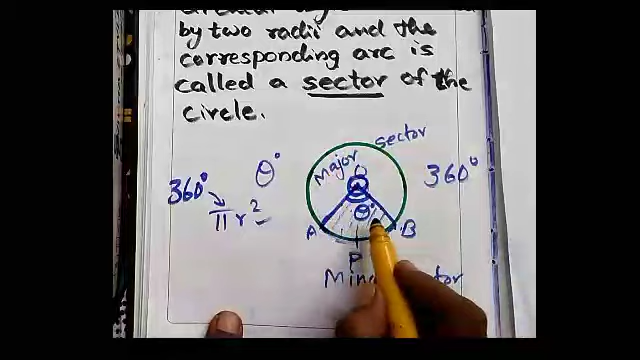 by two radii and the
corresponding arc is
called a sector of the
circle.
Major sector
360° θ° 360°
πr²
O
θ°
A B
P